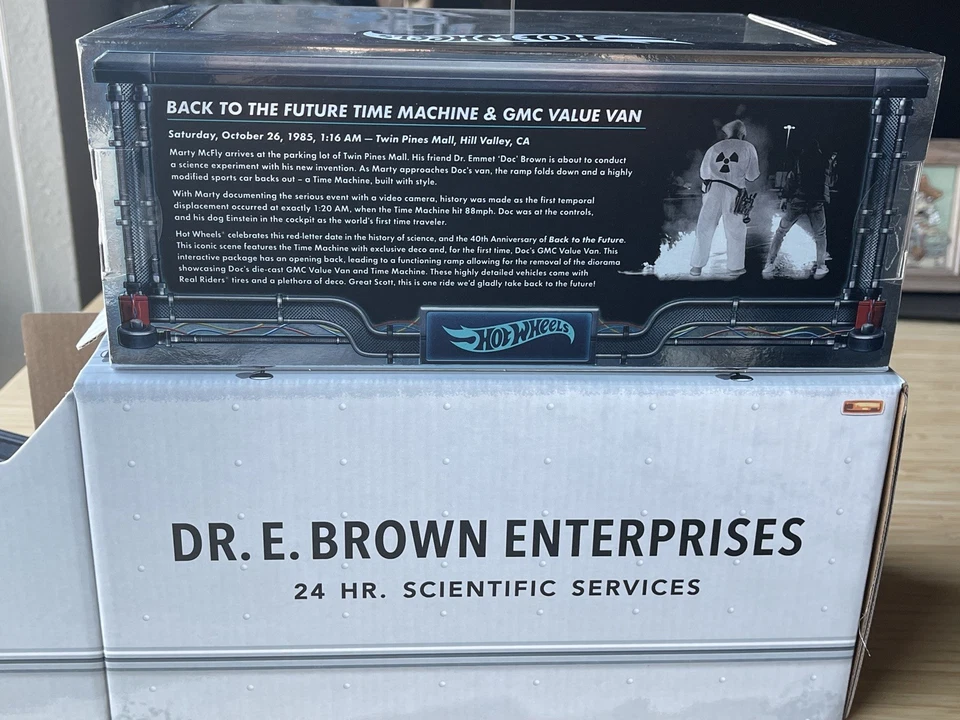 HOT WHEELS
BACK TO THE FUTURE TIME MACHINE & GMC VALUE VAN
Saturday, October 26, 1985, 1:16 AM — Twin Pines Mall, Hill Valley, CA
Marty McFly arrives at the parking lot of Twin Pines Mall. His friend Dr. Emmet ‘Doc’ Brown is about to conduct
a science experiment with his new invention. As Marty approaches Doc's van, the ramp folds down and a highly
modified sports car backs out – a Time Machine, built with style.
With Marty documenting the serious event with a video camera, history was made as the first temporal
displacement occurred at exactly 1:20 AM, when the Time Machine hit 88mph. Doc was at the controls,
and his dog Einstein in the cockpit as the world's first time traveler.
Hot Wheels™ celebrates this red-letter date in the history of science, and the 40th Anniversary of Back to the Future.
This iconic scene features the Time Machine with exclusive deco and, for the first time, Doc's GMC Value Van. This
interactive package has an opening back, leading to a functioning ramp allowing for the removal of the diorama
showcasing Doc's die-cast GMC Value Van and Time Machine. These highly detailed vehicles come with
Real Riders™ tires and a plethora of deco. Great Scott, this is one ride we'd gladly take back to the future!
HOT WHEELS
DR. E. BROWN ENTERPRISES
24 HR. SCIENTIFIC SERVICES